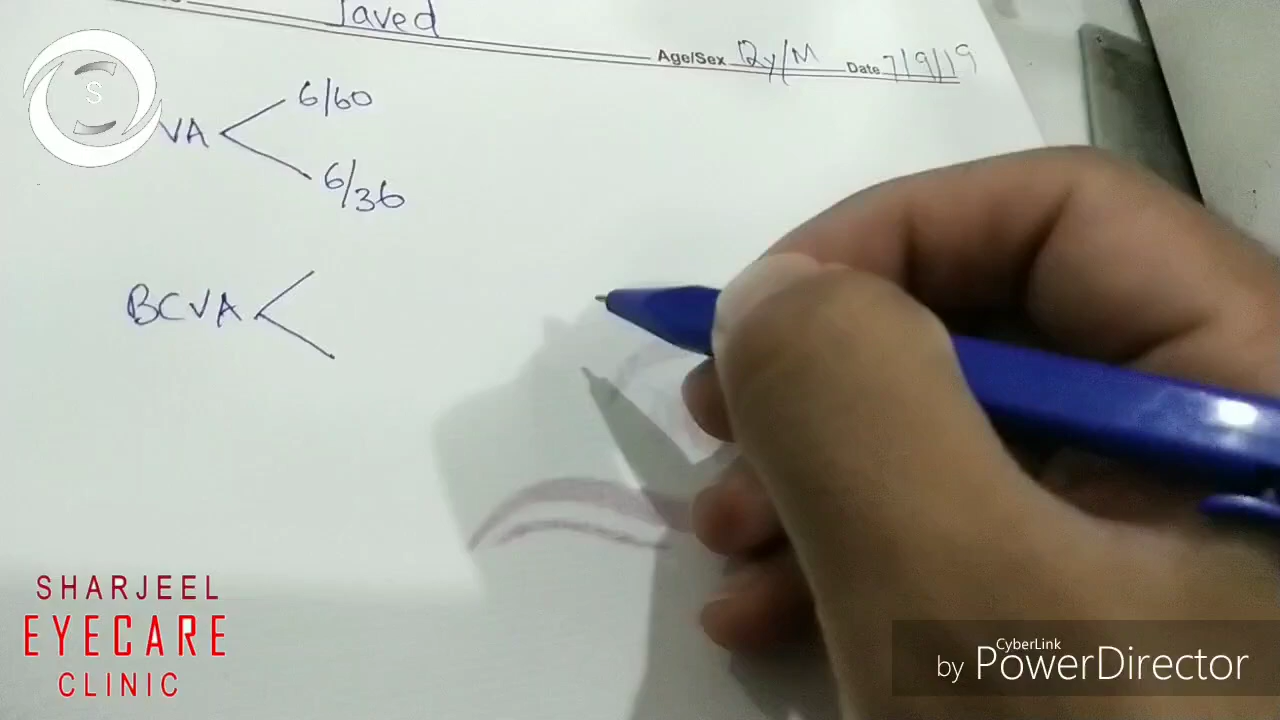 Javed
Age/Sex 12y/M Date 7/9/19
S
VA 6/60
6/36
BCVA
SHARJEEL
EYECARE
CLINIC
CyberLink
by PowerDirector